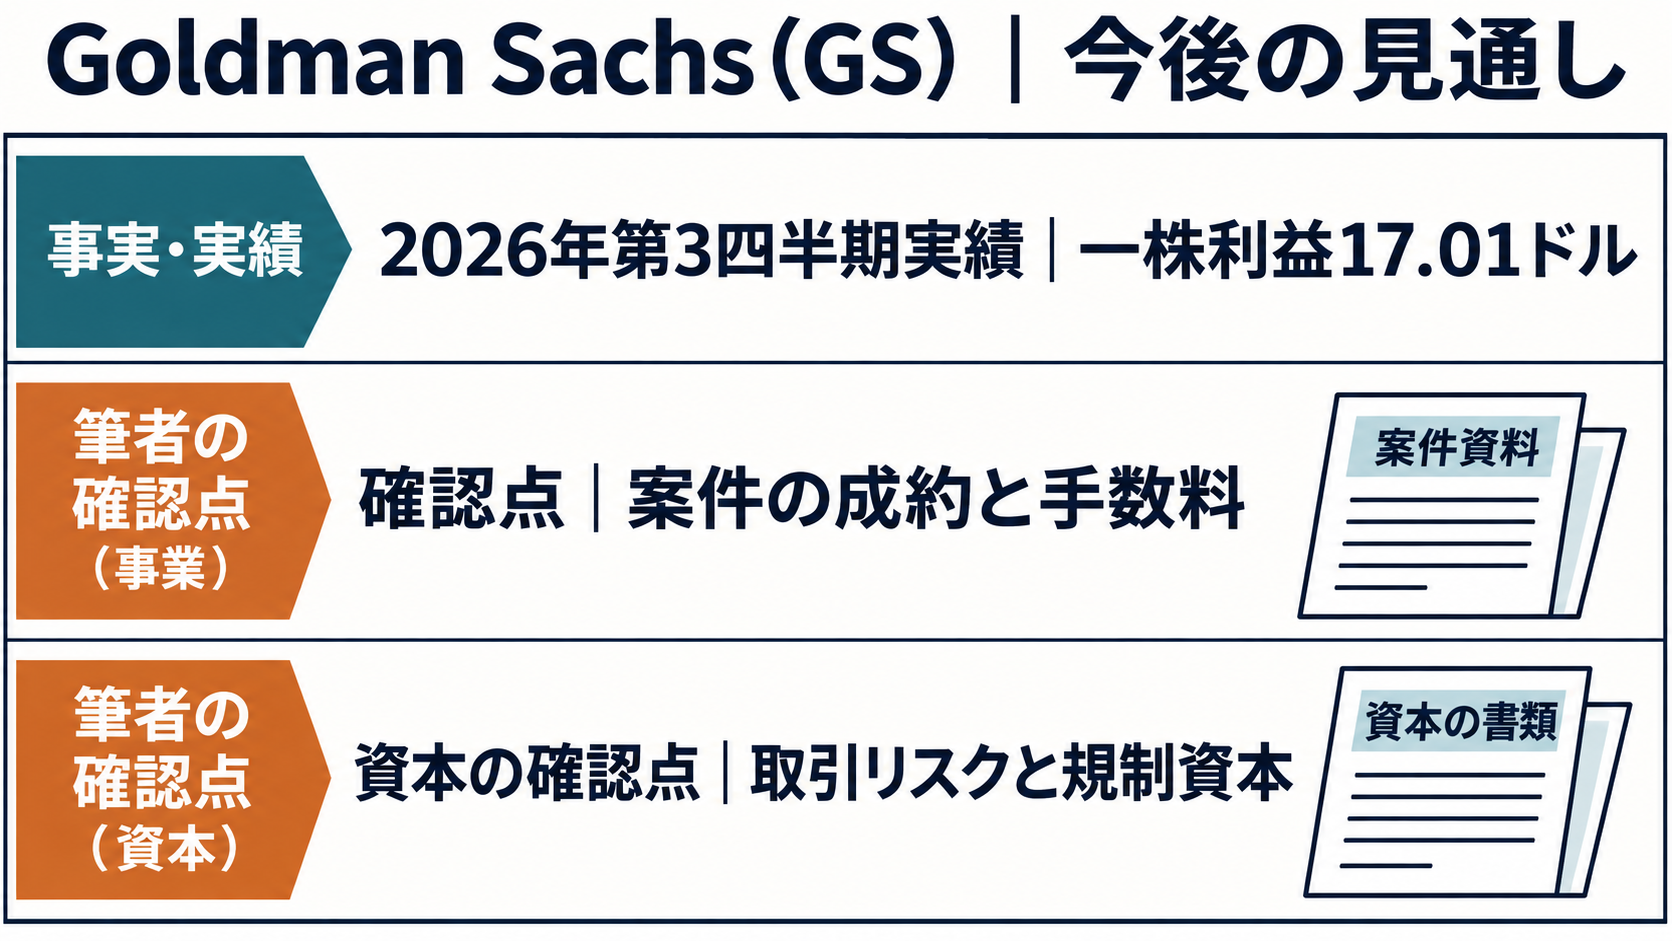 Goldman Sachs（GS）｜今後の見通し
事実・実績
2026年第3四半期実績｜一株利益17.01ドル
筆者の
確認点
（事業）
確認点｜案件の成約と手数料
案件資料
筆者の
確認点
（資本）
資本の確認点｜取引リスクと規制資本
資本の書類